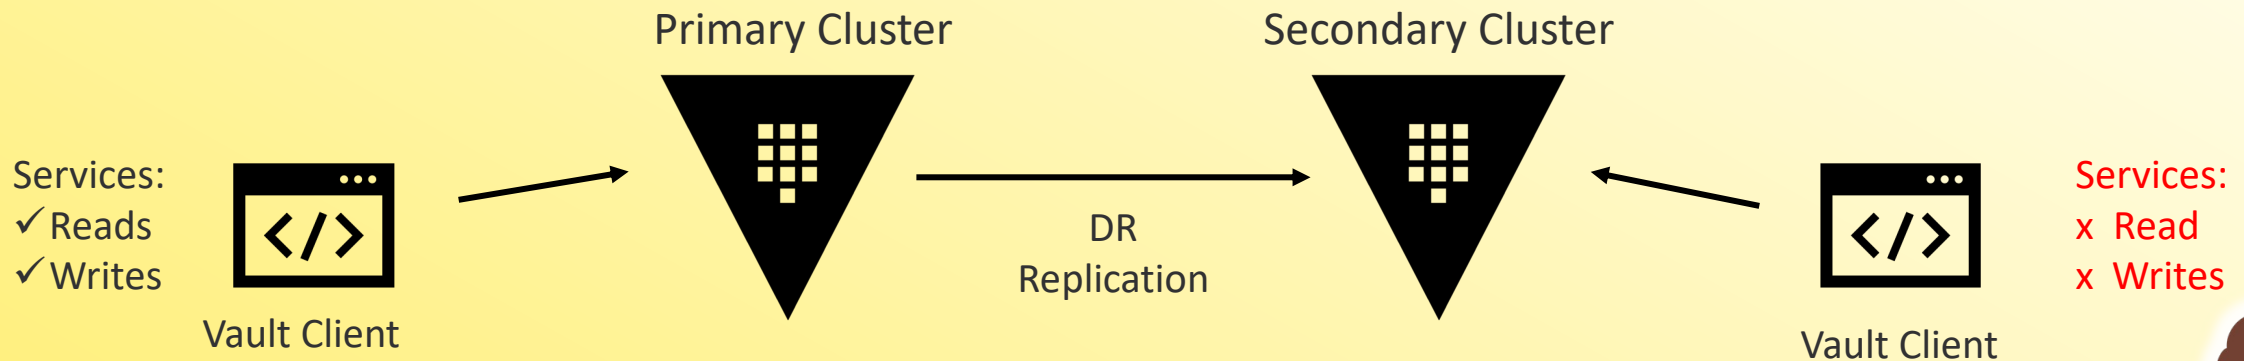 Primary Cluster
Secondary Cluster
Services:
✓Reads
✓Writes
</>
Vault Client
DR
Replication
</>
Vault Client
Services:
x Read
x Writes